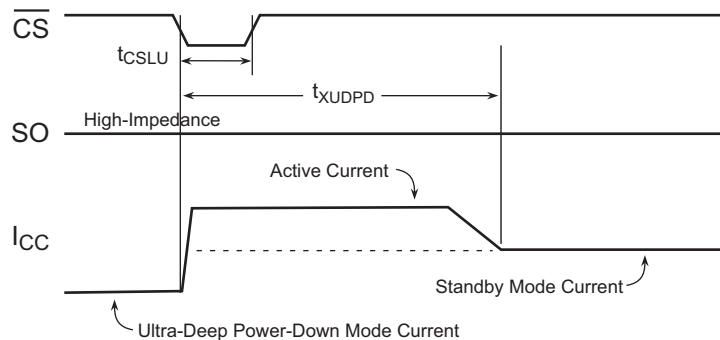 CS
tCSLU
tXUDPD
High-Impedance
SO
Active Current
ICC
Standby Mode Current
Ultra-Deep Power-Down Mode Current